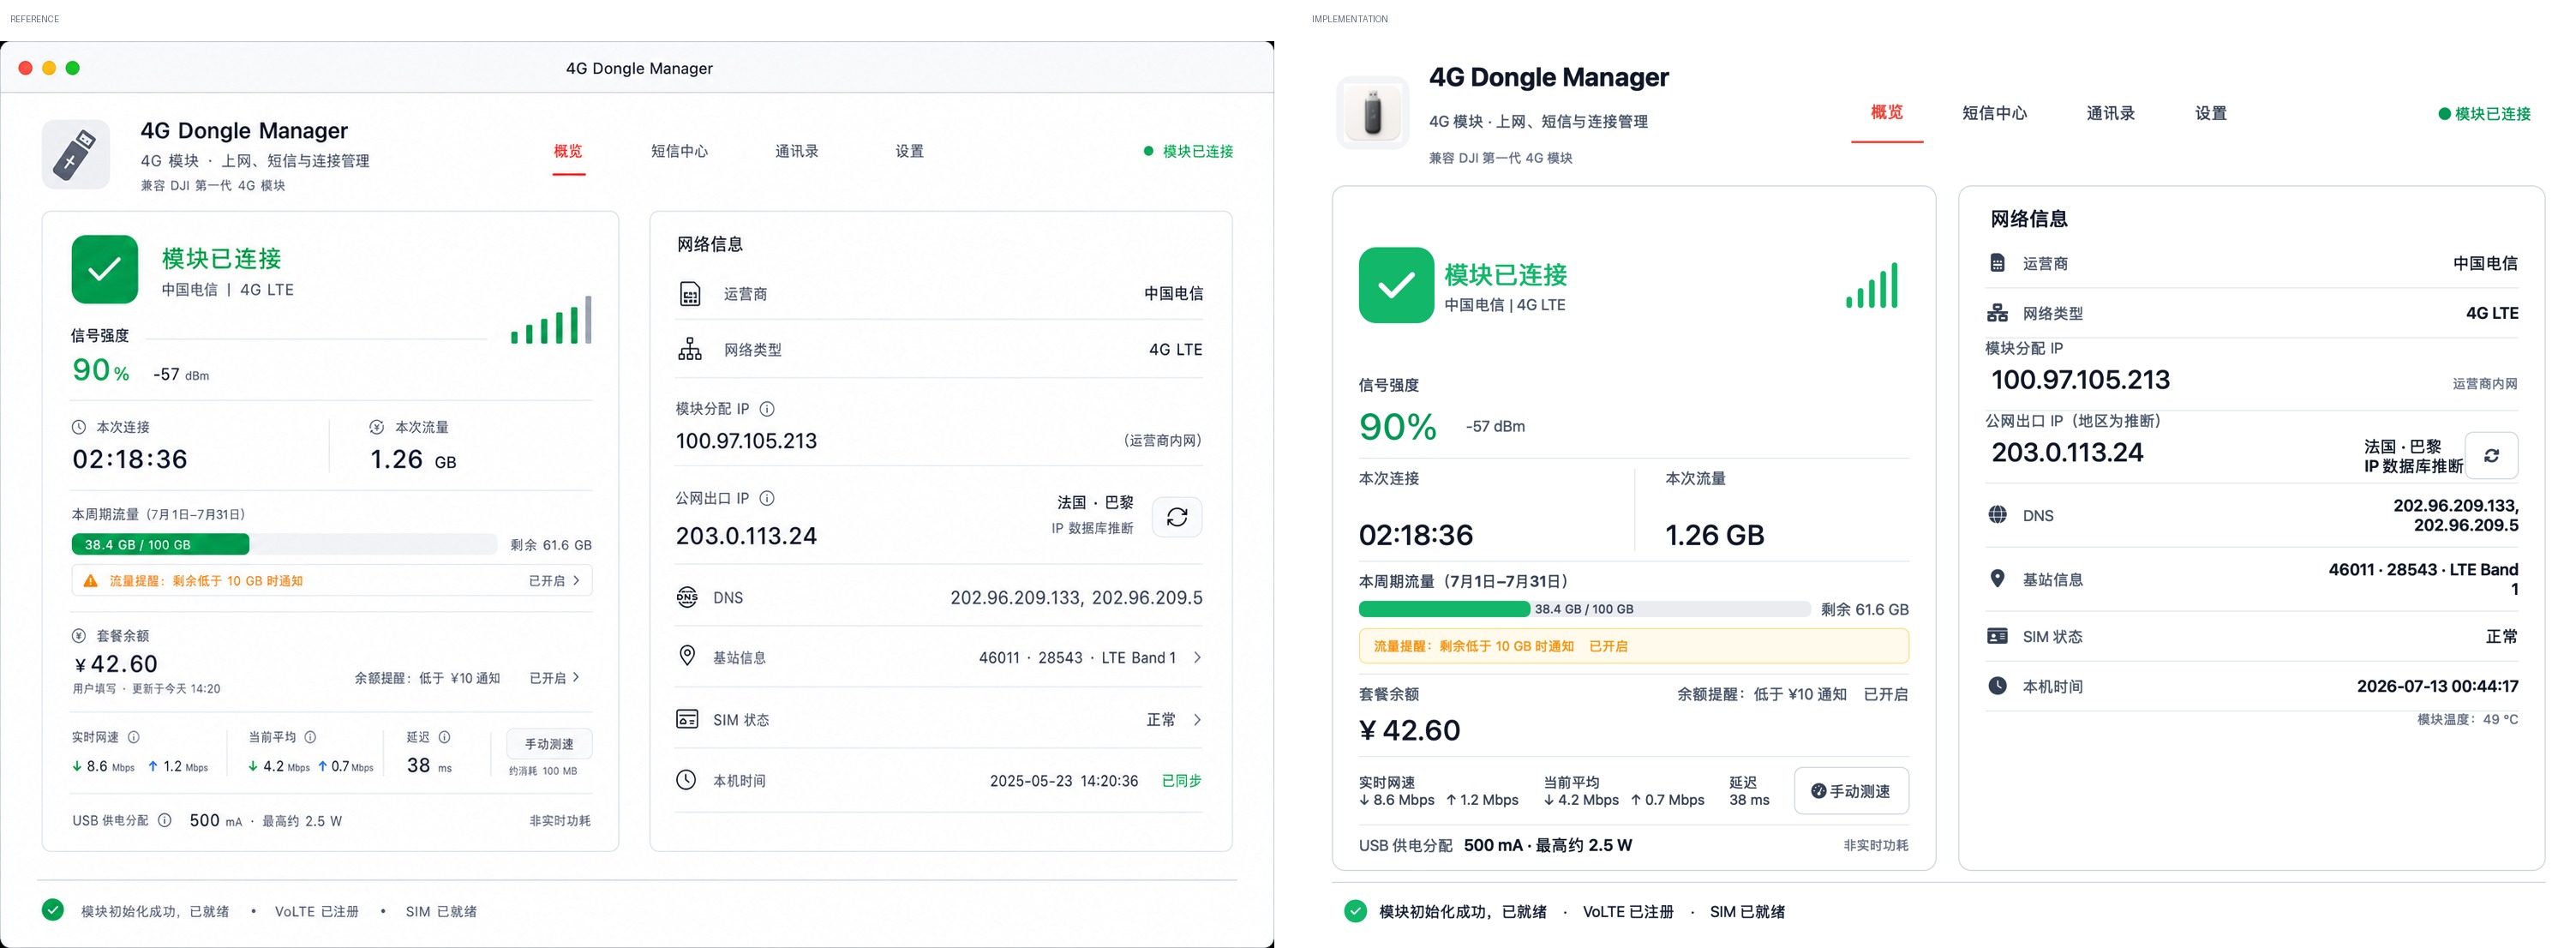 REFERENCE
4G Dongle Manager
4G Dongle Manager
4G 模块 · 上网、短信与连接管理
兼容 DJI 第一代 4G 模块
概览
短信中心
通讯录
设置
模块已连接
模块已连接
中国电信 | 4G LTE
信号强度
90% -57 dBm
本次连接
02:18:36
本次流量
1.26 GB
本周期流量（7月1日–7月31日）
38.4 GB / 100 GB
剩余 61.6 GB
流量提醒：剩余低于 10 GB 时通知
已开启
套餐余额
¥42.60
用户填写 · 更新于今天 14:20
余额提醒：低于 ¥10 通知
已开启
实时网速
↓ 8.6 Mbps ↑ 1.2 Mbps
当前平均
↓ 4.2 Mbps ↑ 0.7 Mbps
延迟
38 ms
手动测速
约消耗 100 MB
USB 供电分配
500 mA · 最高约 2.5 W
非实时功耗
网络信息
运营商
中国电信
网络类型
4G LTE
模块分配 IP
100.97.105.213
（运营商内网）
公网出口 IP
203.0.113.24
法国 · 巴黎
IP 数据库推断
DNS
DNS
202.96.209.133, 202.96.209.5
基站信息
46011 · 28543 · LTE Band 1
SIM 状态
正常
本机时间
2025-05-23 14:20:36
已同步
模块初始化成功，已就绪 • VoLTE 已注册 • SIM 已就绪
IMPLEMENTATION
4G Dongle Manager
4G 模块 · 上网、短信与连接管理
兼容 DJI 第一代 4G 模块
概览
短信中心
通讯录
设置
模块已连接
模块已连接
中国电信 | 4G LTE
信号强度
90% -57 dBm
本次连接
02:18:36
本次流量
1.26 GB
本周期流量（7月1日–7月31日）
38.4 GB / 100 GB
剩余 61.6 GB
流量提醒：剩余低于 10 GB 时通知 已开启
套餐余额
¥ 42.60
余额提醒：低于 ¥10 通知 已开启
实时网速
↓ 8.6 Mbps ↑ 1.2 Mbps
当前平均
↓ 4.2 Mbps ↑ 0.7 Mbps
延迟
38 ms
手动测速
USB 供电分配 500 mA · 最高约 2.5 W
非实时功耗
网络信息
运营商
中国电信
网络类型
4G LTE
模块分配 IP
100.97.105.213
运营商内网
公网出口 IP（地区为推断）
203.0.113.24
法国 · 巴黎
IP 数据库推断
DNS
202.96.209.133,
202.96.209.5
基站信息
46011 · 28543 · LTE Band
1
SIM 状态
正常
本机时间
2026-07-13 00:44:17
模块温度：49 °C
模块初始化成功，已就绪 · VoLTE 已注册 · SIM 已就绪